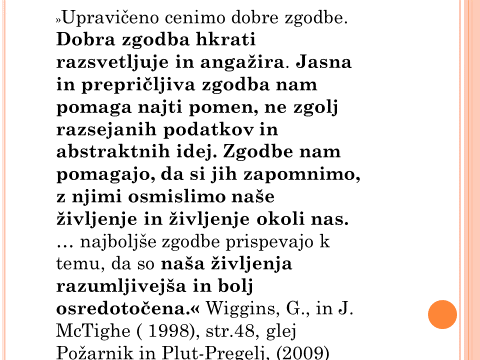 »Upravičeno cenimo dobre zgodbe.
Dobra zgodba hkrati
razsvetljuje in angažira. Jasna
in prepričljiva zgodba nam
pomaga najti pomen, ne zgolj
razsejanih podatkov in
abstraktnih idej. Zgodbe nam
pomagajo, da si jih zapomnimo,
z njimi osmislimo naše
življenje in življenje okoli nas.
… najboljše zgodbe prispevajo k
temu, da so naša življenja
razumljivejša in bolj
osredotočena.« Wiggins, G., in J.
McTighe ( 1998), str.48, glej
Požarnik in Plut-Pregelj, (2009)